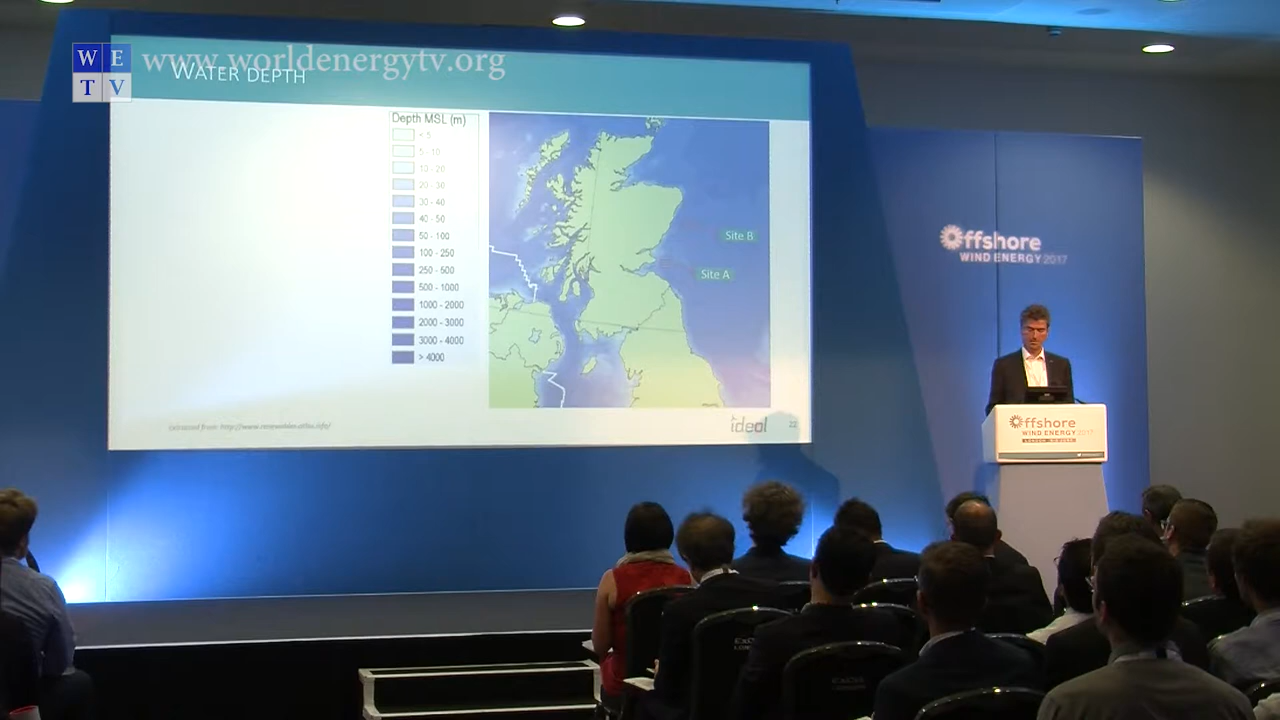 WE
TV
www.worldenergytv.org
WATER DEPTH
Depth MSL (m)
< 5
5 - 10
10 - 20
20 - 30
30 - 40
40 - 50
50 - 100
100 - 250
250 - 500
500 - 1000
1000 - 2000
2000 - 3000
3000 - 4000
> 4000
Site B
Site A
ideol
Offshore
WIND ENERGY 2017
Offshore
WIND ENERGY 2017